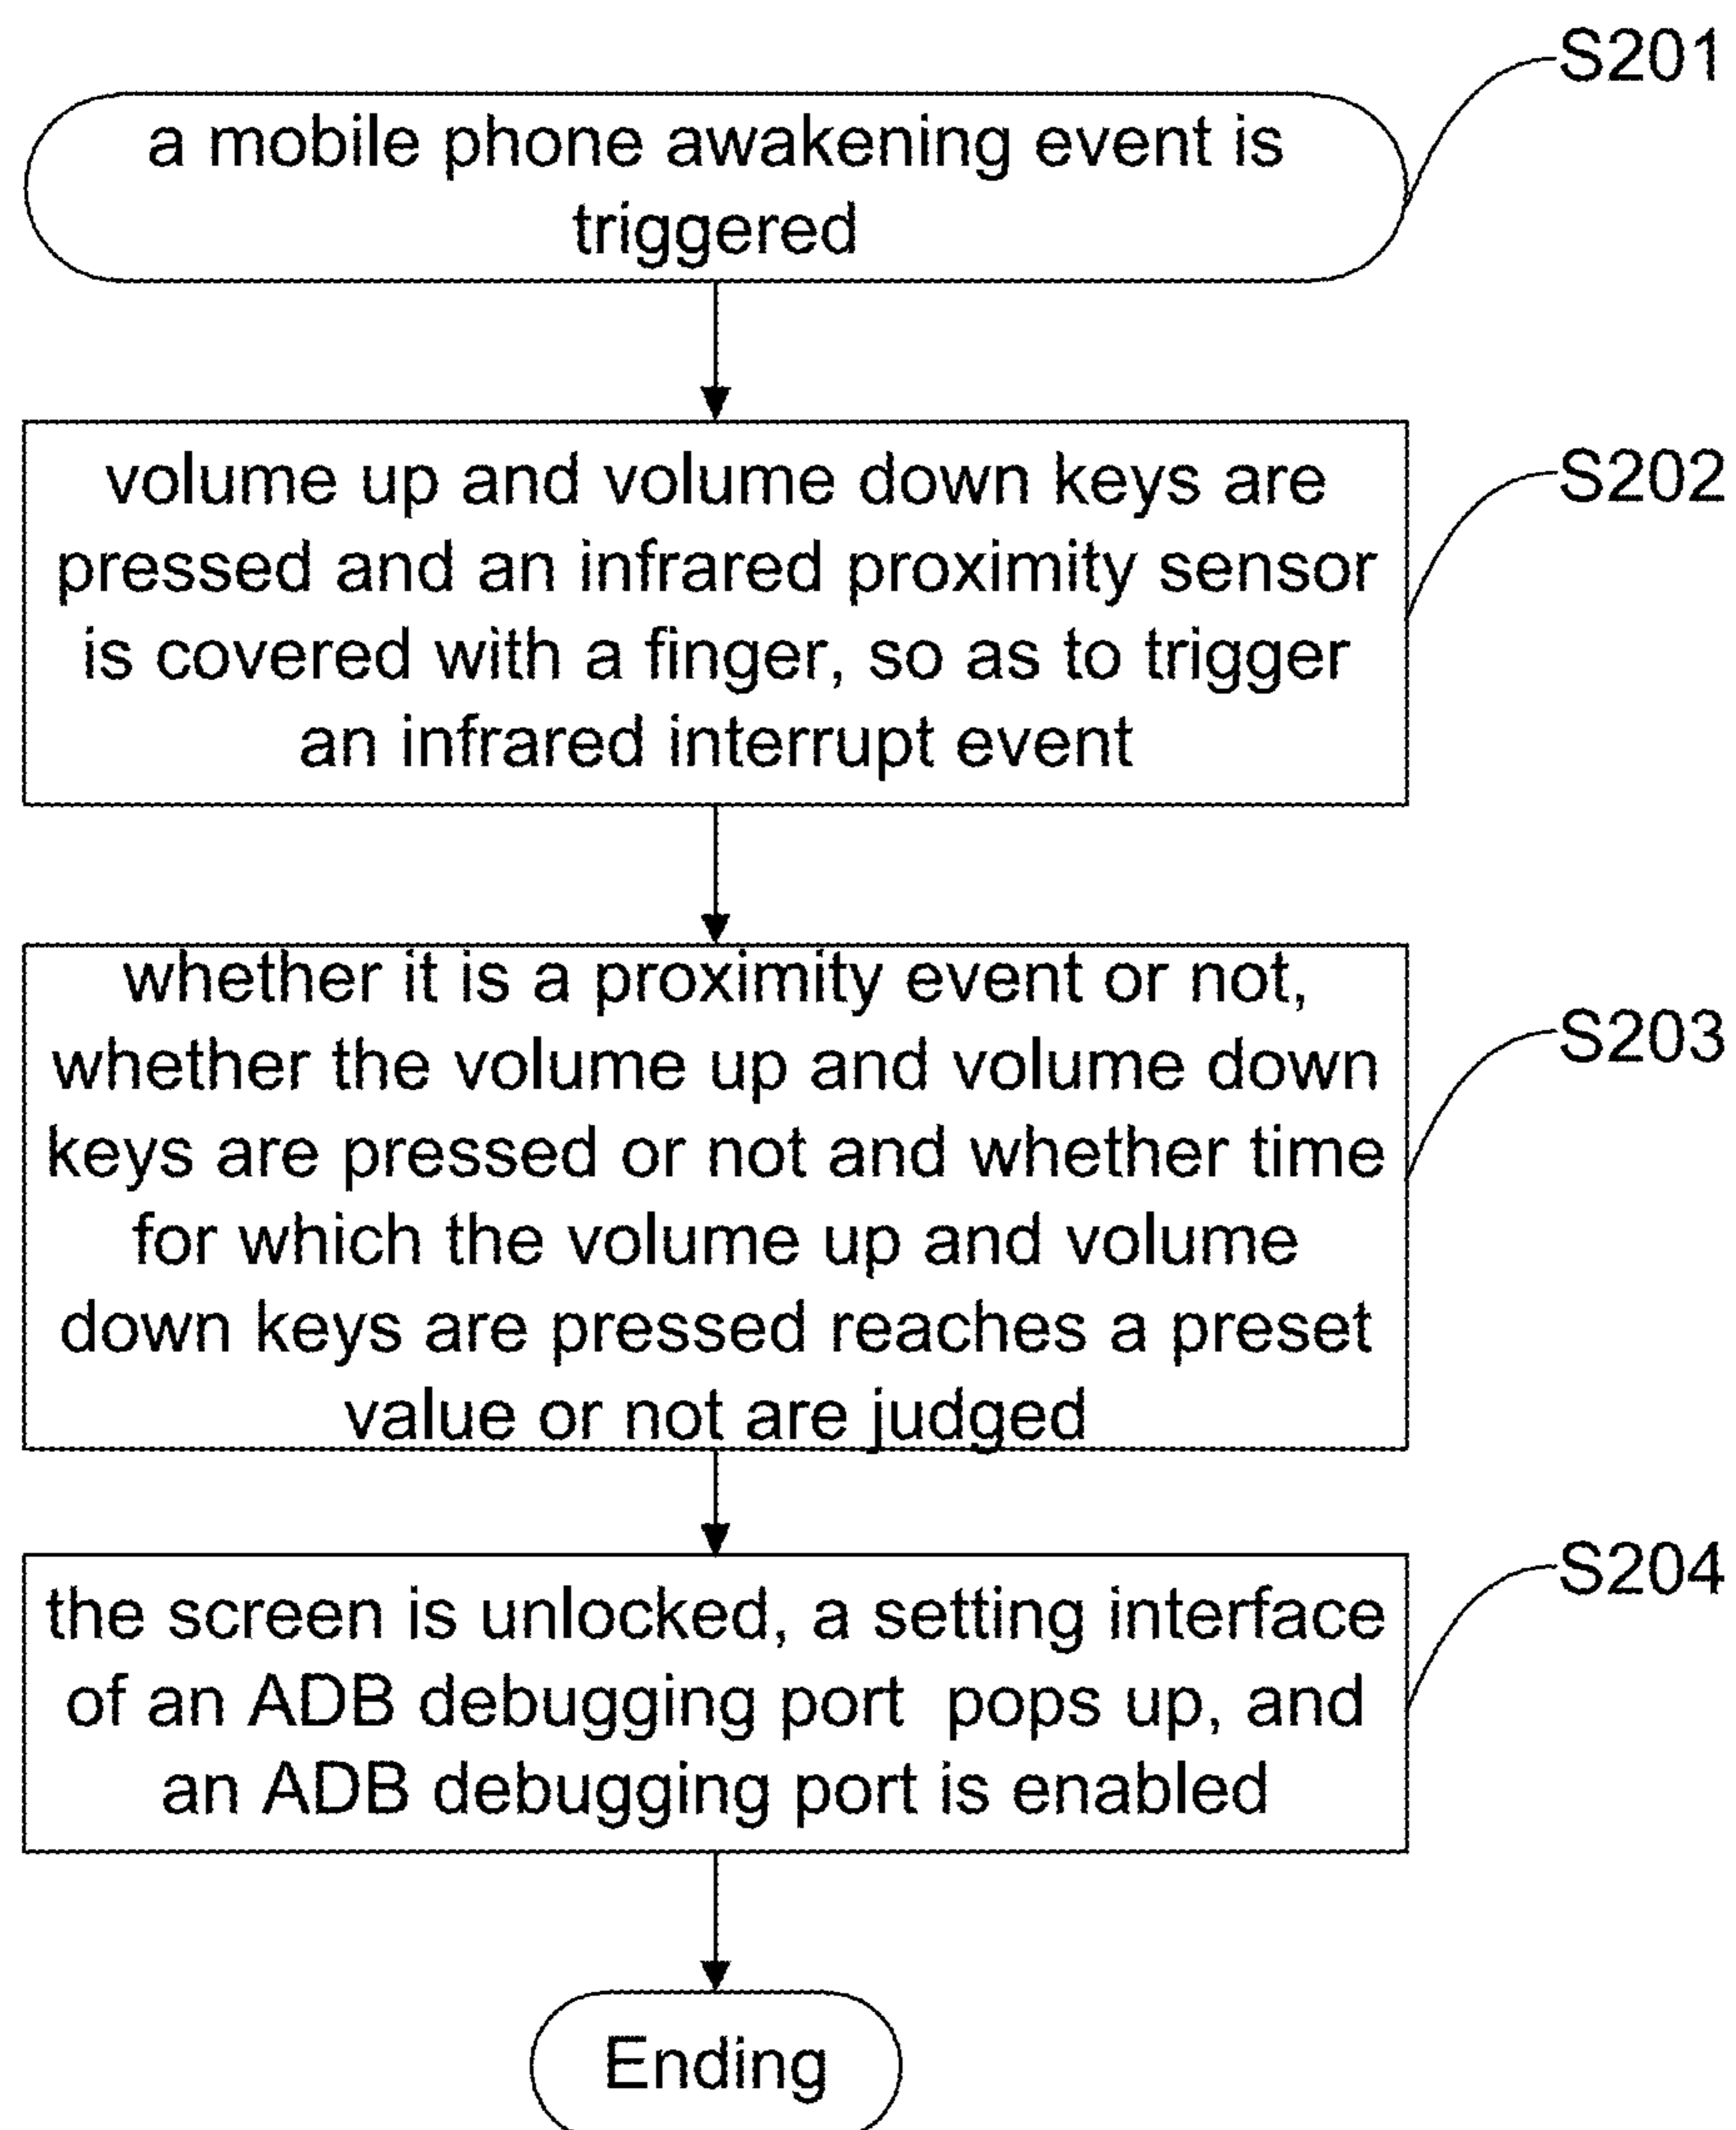 S201
a mobile phone awakening event is
triggered
volume up and volume down keys are
S202
pressed and an infrared proximity sensor
is covered with a finger, so as to trigger
an infrared interrupt event
whether it is a proximity event or not,
S203
whether the volume up and volume down
keys are pressed or not and whether time
for which the volume up and volume
down keys are pressed reaches a preset
value or not are judged
S204
the screen is unlocked, a setting interface
of an ADB debugging port pops up, and
an ADB debugging port is enabled
Ending